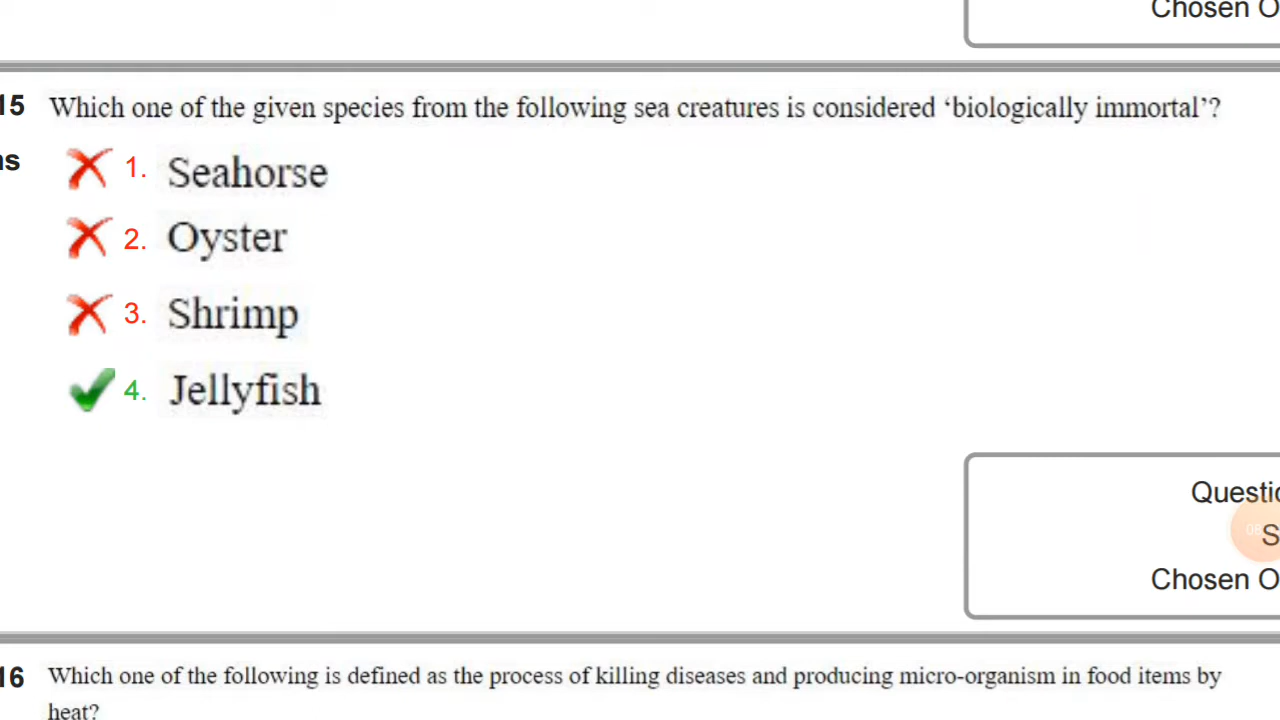 Chosen O
15 Which one of the given species from the following sea creatures is considered ‘biologically immortal’?
ns
1. Seahorse
2. Oyster
3. Shrimp
4. Jellyfish
Questio
08
S
Chosen O
16 Which one of the following is defined as the process of killing diseases and producing micro-organism in food items by
heat?